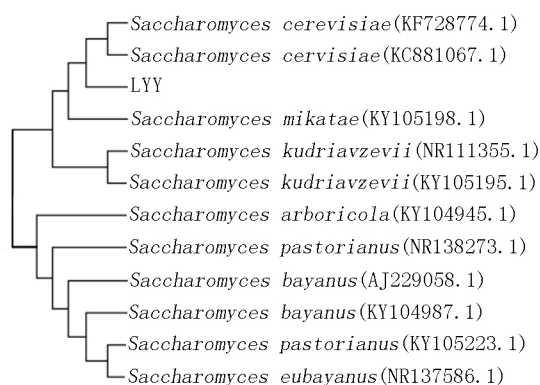 Saccharomyces cerevisiae(KF728774.1)
Saccharomyces cervisiae(KC881067.1)
LYY
Saccharomyces mikatae(KY105198.1)
Saccharomyces kudriavzevii(NR111355.1)
Saccharomyces kudriavzevii(KY105195.1)
Saccharomyces arboricola(KY104945.1)
Saccharomyces pastorianus(NR138273.1)
Saccharomyces bayanus(AJ229058.1)
Saccharomyces bayanus(KY104987.1)
Saccharomyces pastorianus(KY105223.1)
Saccharomyces eubayanus(NR137586.1)